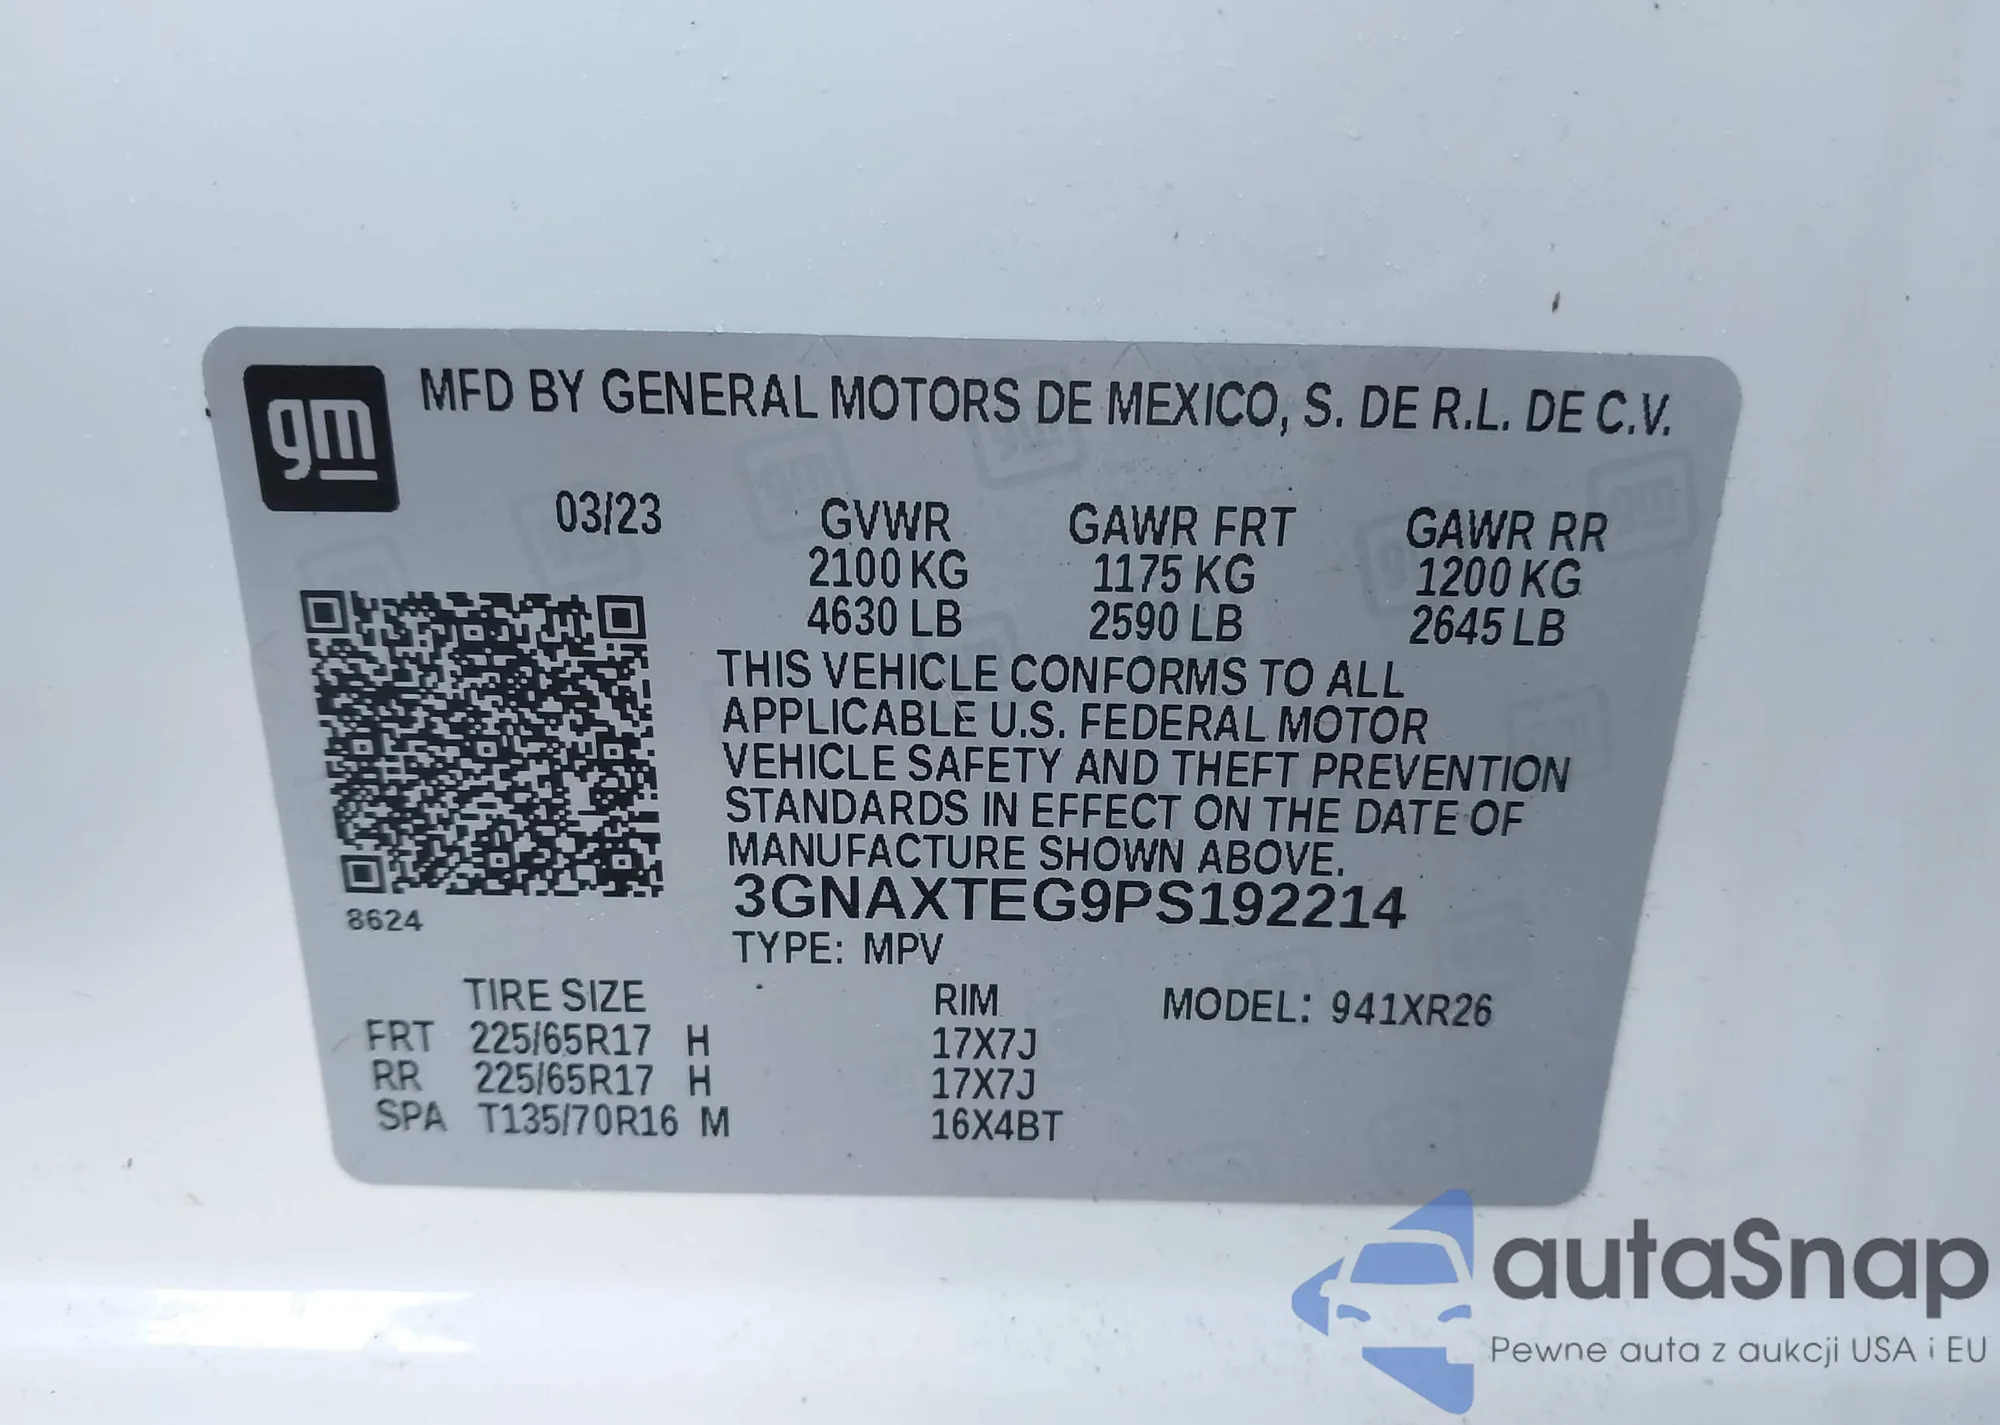 gm
MFD BY GENERAL MOTORS DE MEXICO, S. DE R.L. DE C.V.
03/23
GVWR GAWR FRT GAWR RR
2100 KG 1175 KG 1200 KG
4630 LB 2590 LB 2645 LB
THIS VEHICLE CONFORMS TO ALL
APPLICABLE U.S. FEDERAL MOTOR
VEHICLE SAFETY AND THEFT PREVENTION
STANDARDS IN EFFECT ON THE DATE OF
MANUFACTURE SHOWN ABOVE.
3GNAXTEG9PS192214
8624
TYPE: MPV
TIRE SIZE RIM MODEL: 941XR26
FRT 225/65R17 H 17X7J
RR 225/65R17 H 17X7J
SPA T135/70R16 M 16X4BT
autaSnap
Pewne auta z aukcji USA i EU